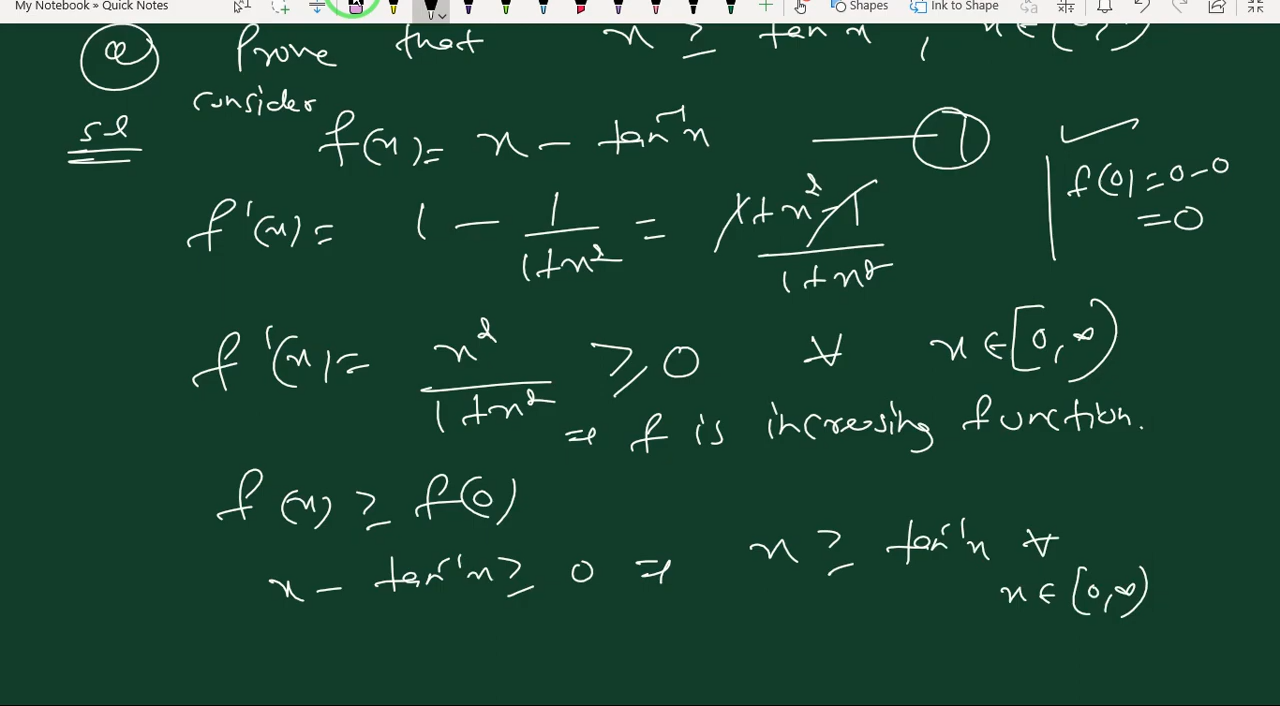 My Notebook » Quick Notes Shapes Ink to Shape
Q Prove that x ≥ tan x , x ∈ [
consider
sol f(x) = x − tan⁻¹x —— 1
f(0) = 0 − 0
= 0
f'(x) = 1 − 1/(1+x²) = (1+x²−1)/(1+x²)
f'(x) = x²/(1+x²) ≥ 0 ∀ x ∈ [0, ∞)
⇒ f is increasing function.
f(x) ≥ f(0)
x − tan⁻¹x ≥ 0 ⇒ x ≥ tan⁻¹x ∀
x ∈ [0, ∞)